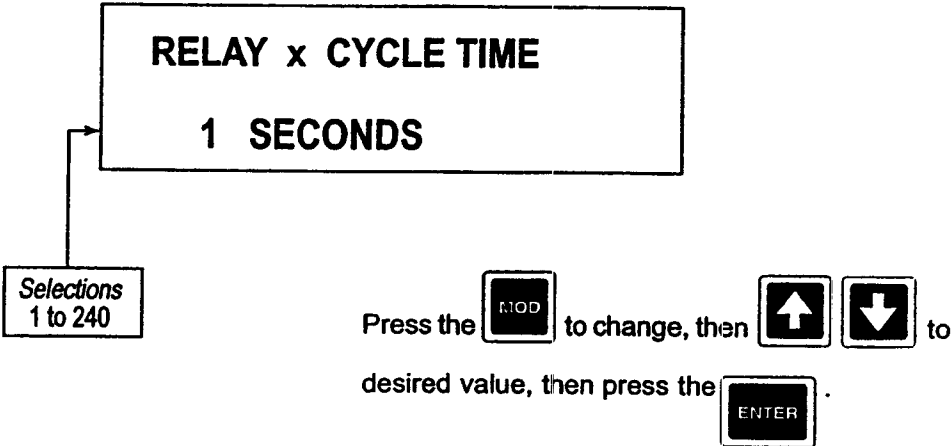 RELAY x CYCLE TIME
1 SECONDS
Selections
1 to 240
Press the MOD to change, then to
desired value, then press the ENTER .